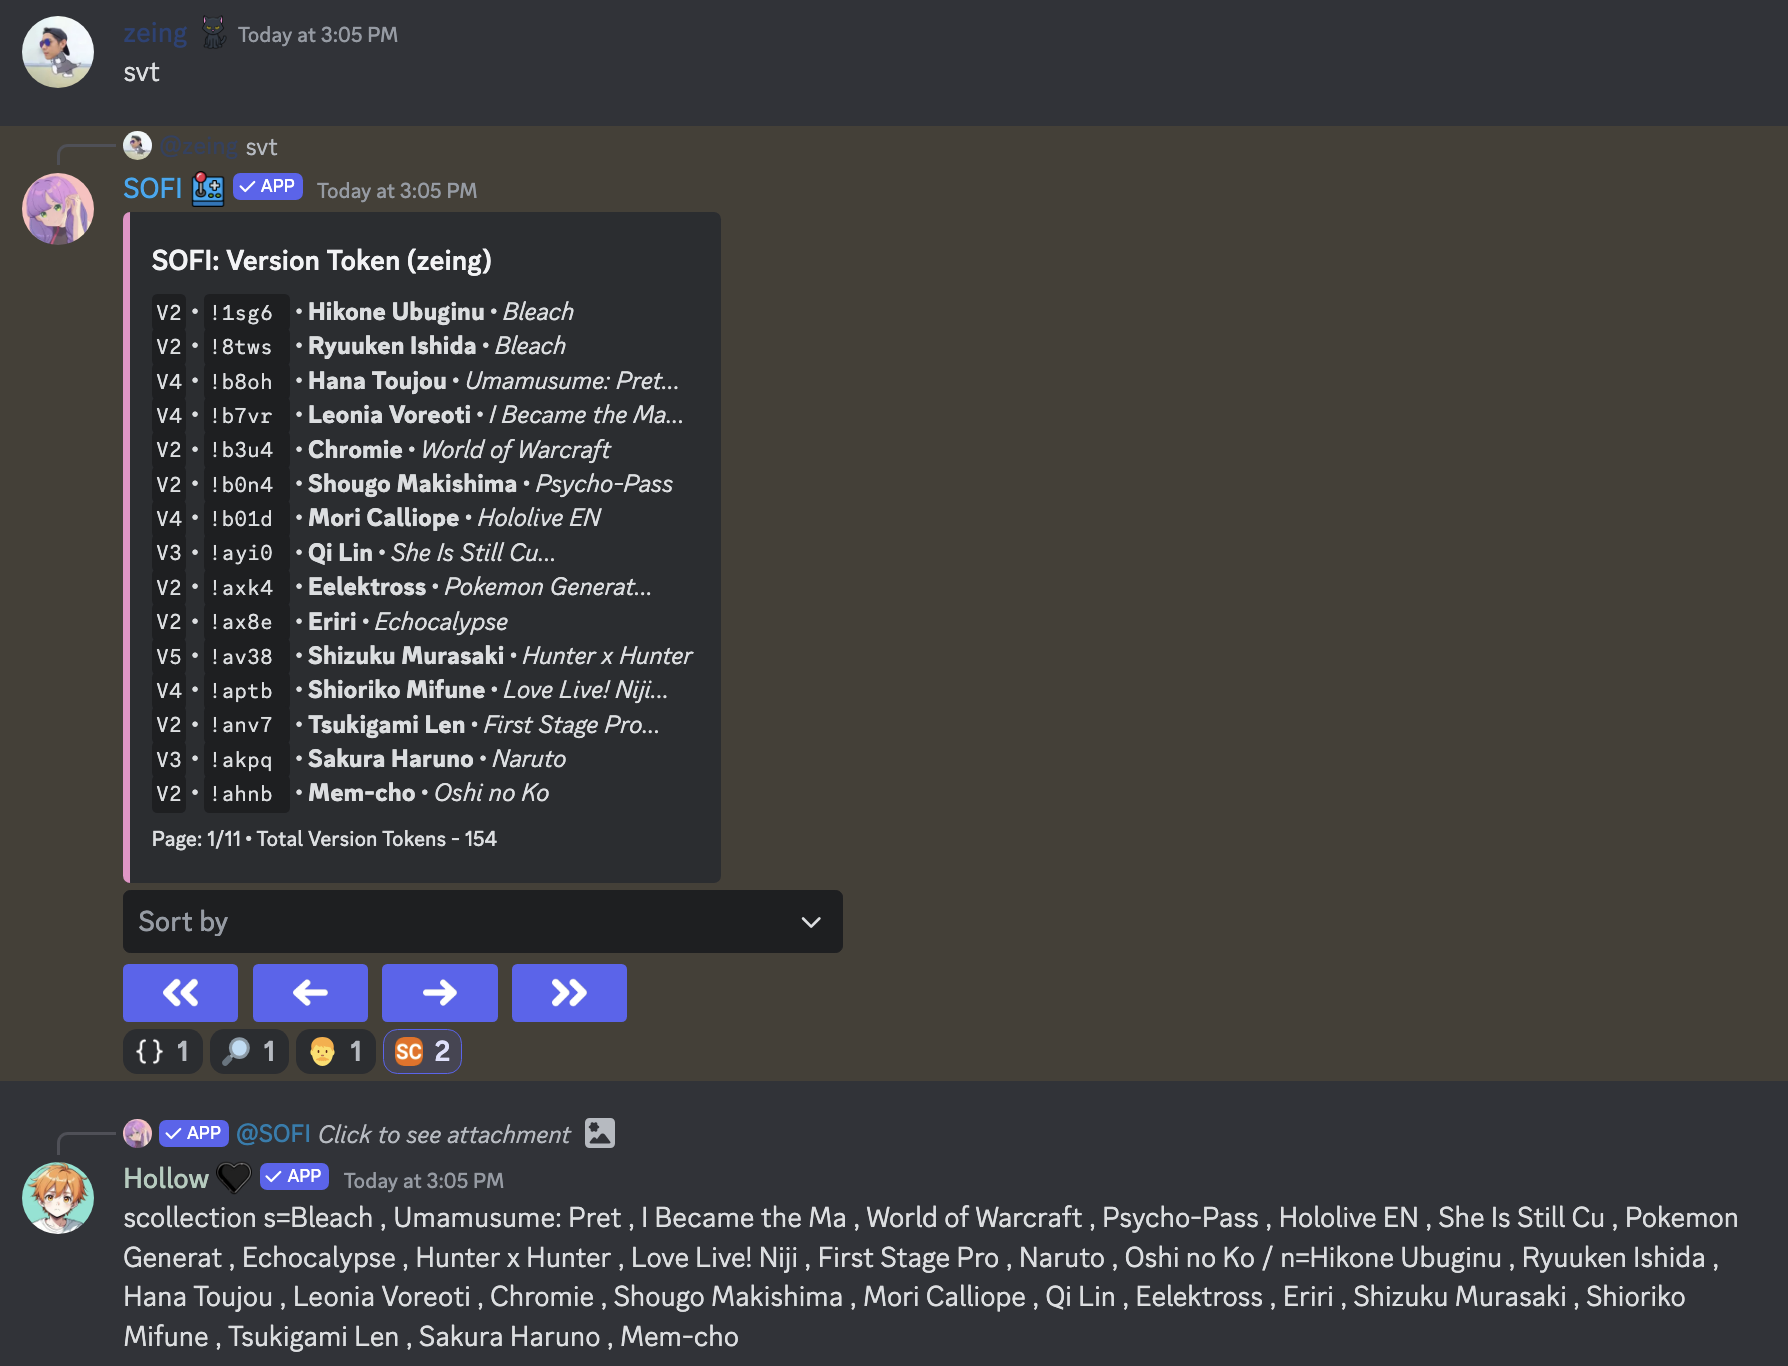 zeing Today at 3:05 PM
svt
@zeing svt
SOFI APP Today at 3:05 PM
SOFI: Version Token (zeing)
V2 • !1sg6 • Hikone Ubuginu • Bleach
V2 • !8tws • Ryuuken Ishida • Bleach
V4 • !b8oh • Hana Toujou • Umamusume: Pret...
V4 • !b7vr • Leonia Voreoti • I Became the Ma...
V2 • !b3u4 • Chromie • World of Warcraft
V2 • !b0n4 • Shougo Makishima • Psycho-Pass
V4 • !b01d • Mori Calliope • Hololive EN
V3 • !ayi0 • Qi Lin • She Is Still Cu...
V2 • !axk4 • Eelektross • Pokemon Generat...
V2 • !ax8e • Eriri • Echocalypse
V5 • !av38 • Shizuku Murasaki • Hunter x Hunter
V4 • !aptb • Shioriko Mifune • Love Live! Niji...
V2 • !anv7 • Tsukigami Len • First Stage Pro...
V3 • !akpq • Sakura Haruno • Naruto
V2 • !ahnb • Mem-cho • Oshi no Ko
Page: 1/11 • Total Version Tokens - 154
Sort by
{} 1 1 1 SC 2
APP @SOFI Click to see attachment
Hollow APP Today at 3:05 PM
scollection s=Bleach , Umamusume: Pret , I Became the Ma , World of Warcraft , Psycho-Pass , Hololive EN , She Is Still Cu , Pokemon
Generat , Echocalypse , Hunter x Hunter , Love Live! Niji , First Stage Pro , Naruto , Oshi no Ko / n=Hikone Ubuginu , Ryuuken Ishida ,
Hana Toujou , Leonia Voreoti , Chromie , Shougo Makishima , Mori Calliope , Qi Lin , Eelektross , Eriri , Shizuku Murasaki , Shioriko
Mifune , Tsukigami Len , Sakura Haruno , Mem-cho